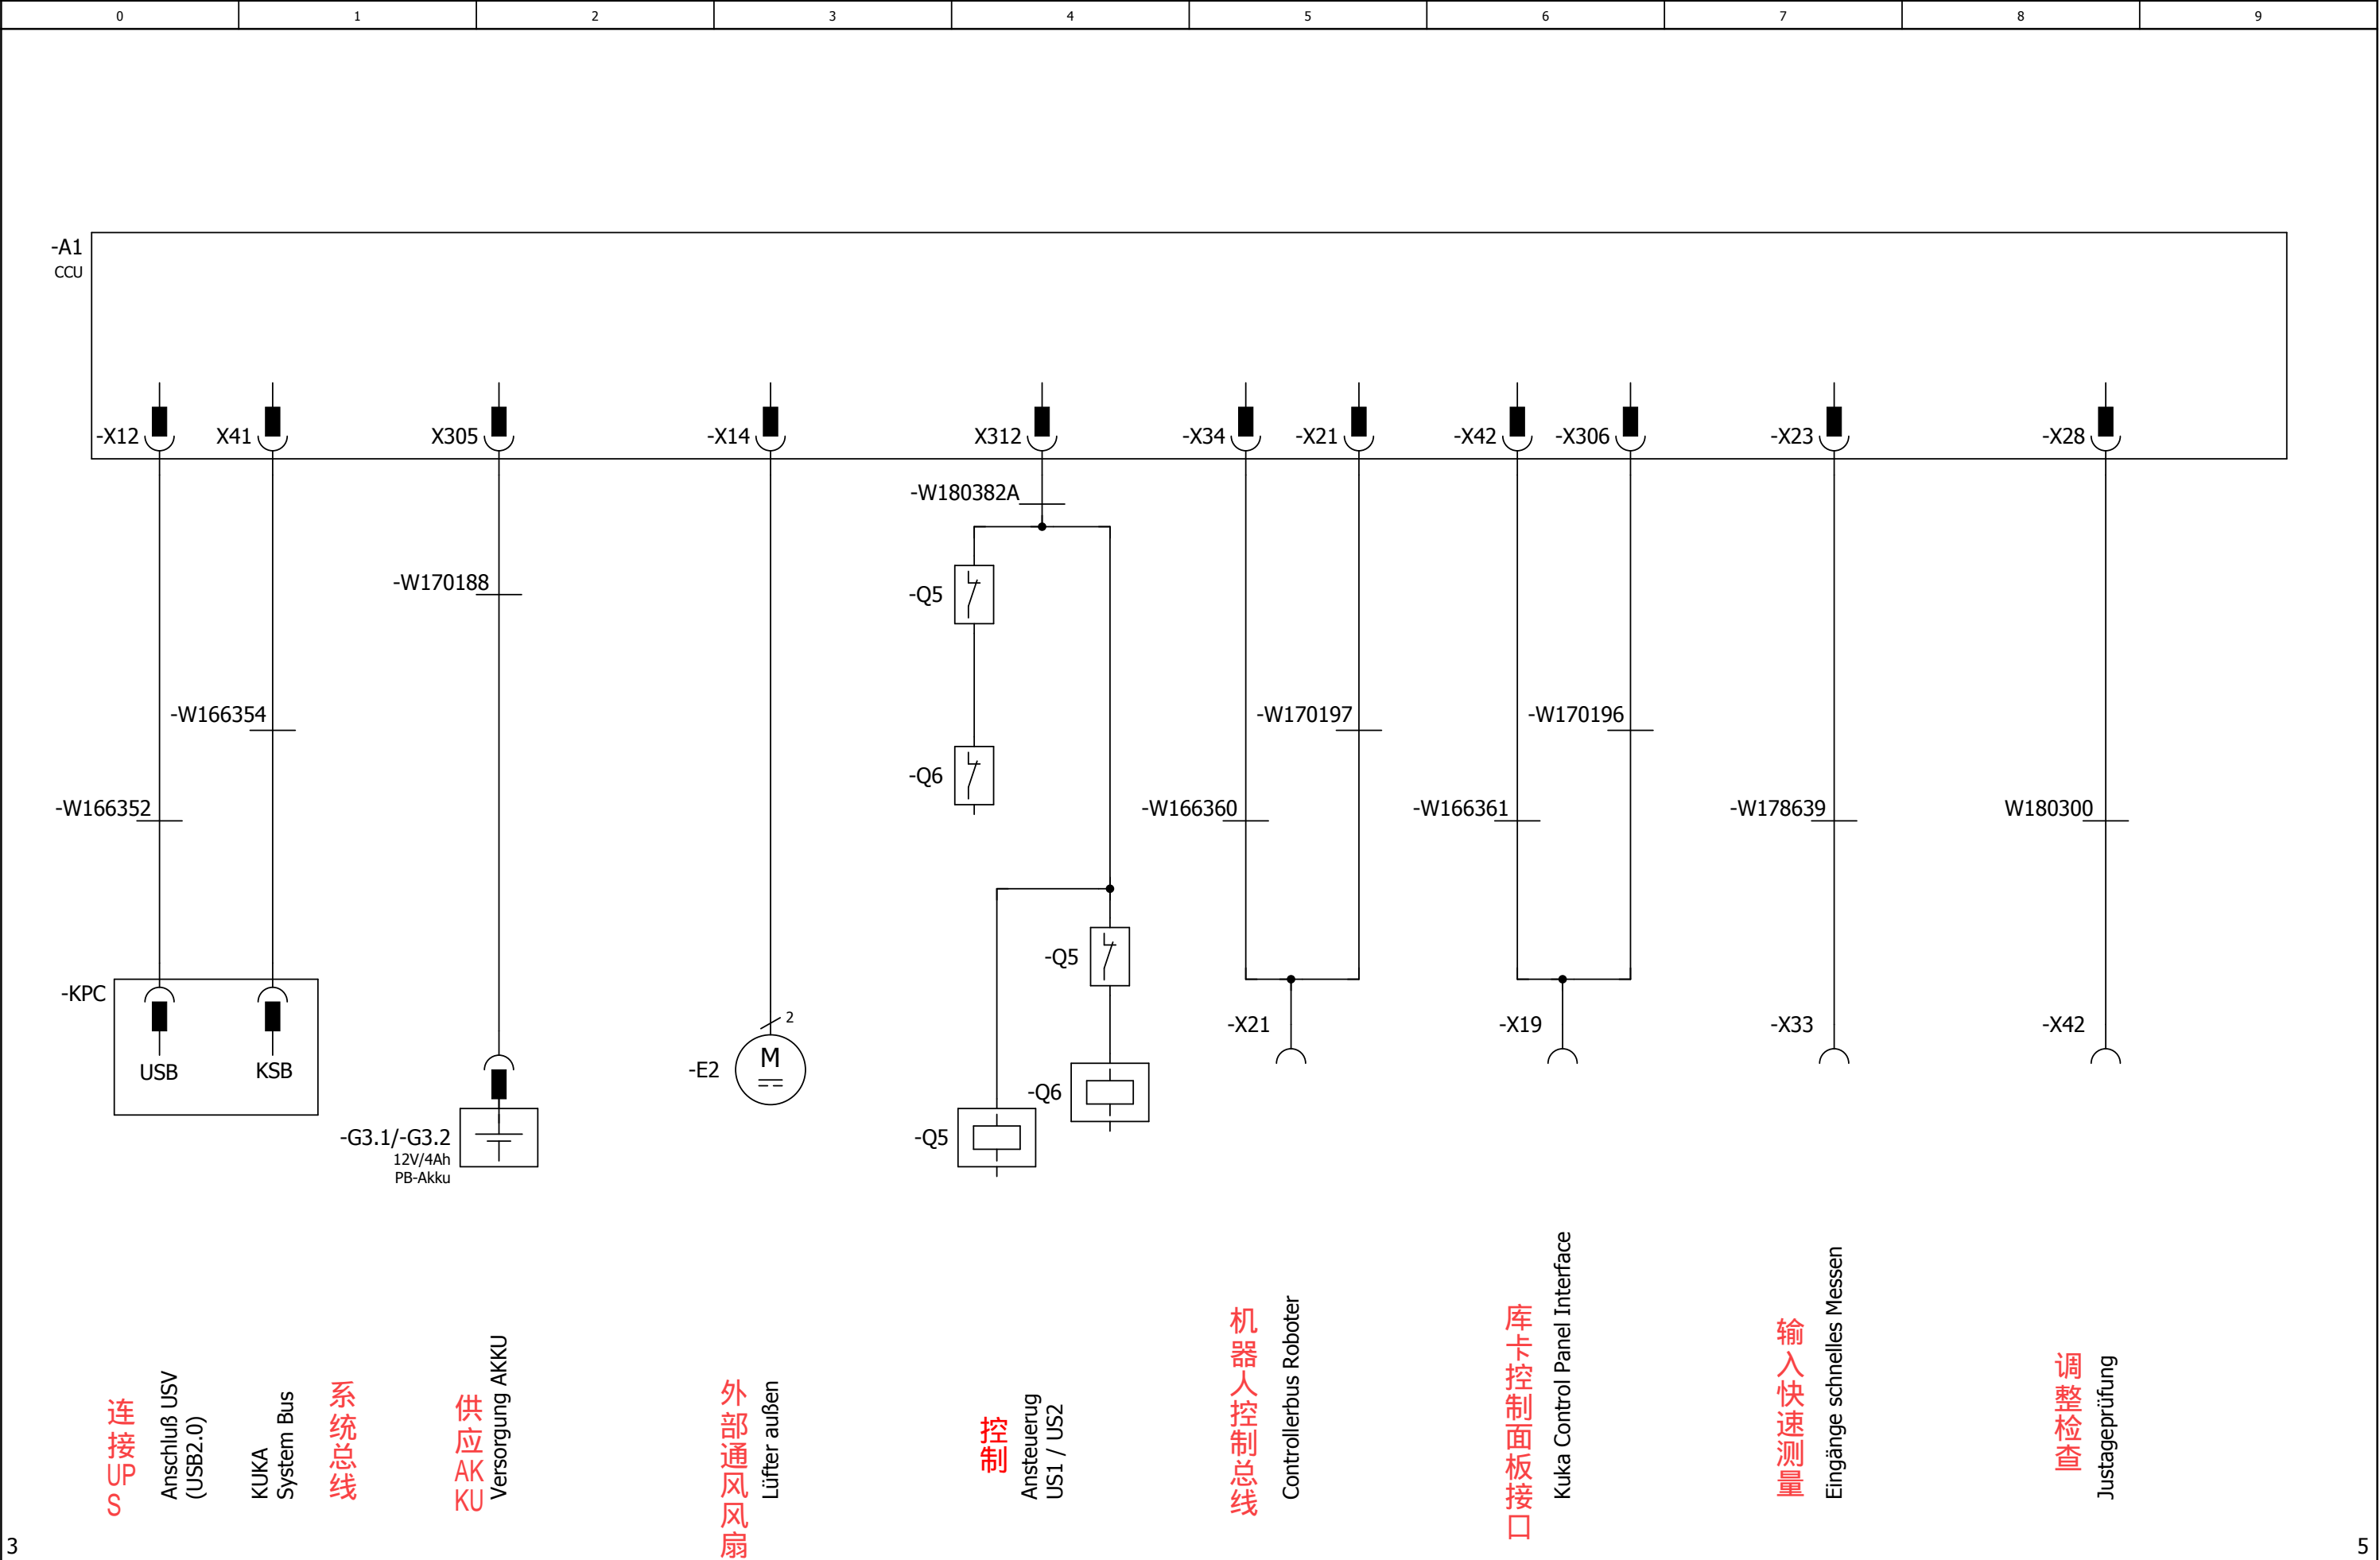 0 1 2 3 4 5 6 7 8 9
-A1
CCU
-X12 X41 X305 -X14 X312 -X34 -X21 -X42 -X306 -X23 -X28
-W180382A
-W170188
-Q5
-W166354 -W170197 -W170196
-Q6
-W166352 -W166360 -W166361 -W178639 W180300
-Q5
-KPC
2
-X21 -X19 -X33 -X42
USB KSB
-E2
M
-Q6
-G3.1/-G3.2
12V/4Ah
PB-Akku
-Q5
连接UPS
Anschluß USV
(USB2.0)
KUKA
System Bus
系统总线
供应AKKU
Versorgung AKKU
外部通风风扇
Lüfter außen
控制
Ansteuerug
US1 / US2
机器人控制总线
Controllerbus Roboter
库卡控制面板接口
Kuka Control Panel Interface
输入快速测量
Eingänge schnelles Messen
调整检查
Justageprüfung
3 5